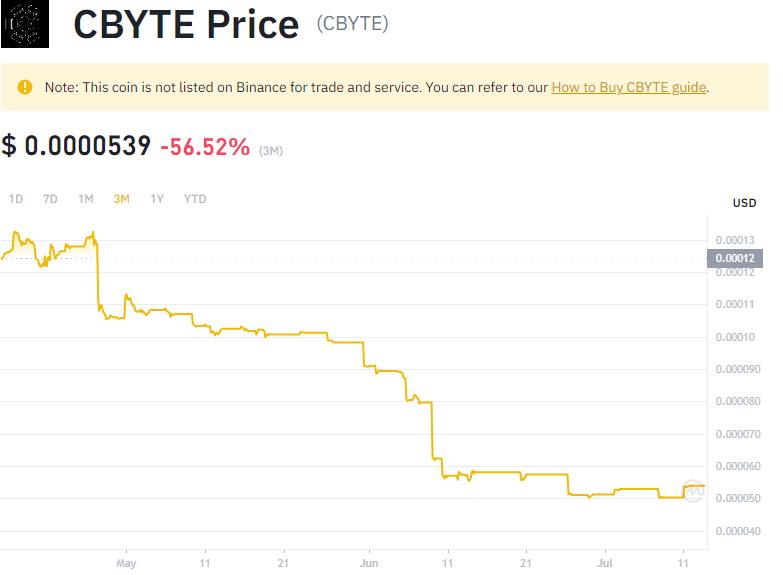 CBYTE Price (CBYTE)
Note: This coin is not listed on Binance for trade and service. You can refer to our How to Buy CBYTE guide.
$ 0.0000539 -56.52% (3M)
1D 7D 1M 3M 1Y YTD
USD
0.00013
0.00012
0.00012
0.00011
0.00010
0.000090
0.000080
0.000070
0.000060
0.000050
0.000040
May 11 21 Jun 11 21 Jul 11